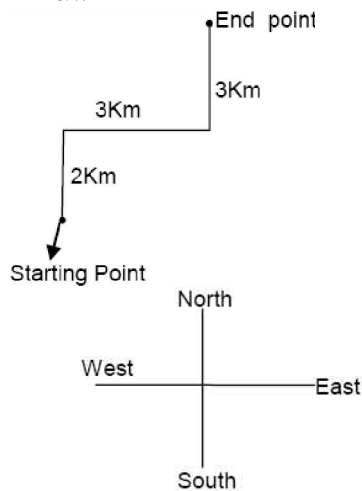 End point
3Km
3Km
2Km
Starting Point
North
West
East
South